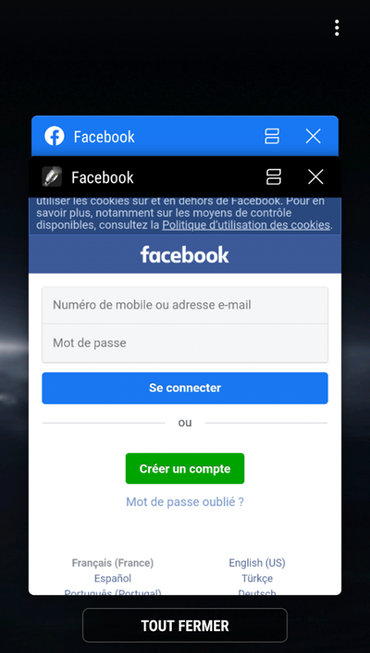 Facebook
Facebook
utiliser les cookies sur et en dehors de Facebook. Pour en
savoir plus, notamment sur les moyens de contrôle
disponibles, consultez la Politique d'utilisation des cookies.
facebook
Numéro de mobile ou adresse e-mail
Mot de passe
Se connecter
ou
Créer un compte
Mot de passe oublié ?
Français (France) English (US)
Español Türkçe
Português (Portugal) Deutsch
TOUT FERMER